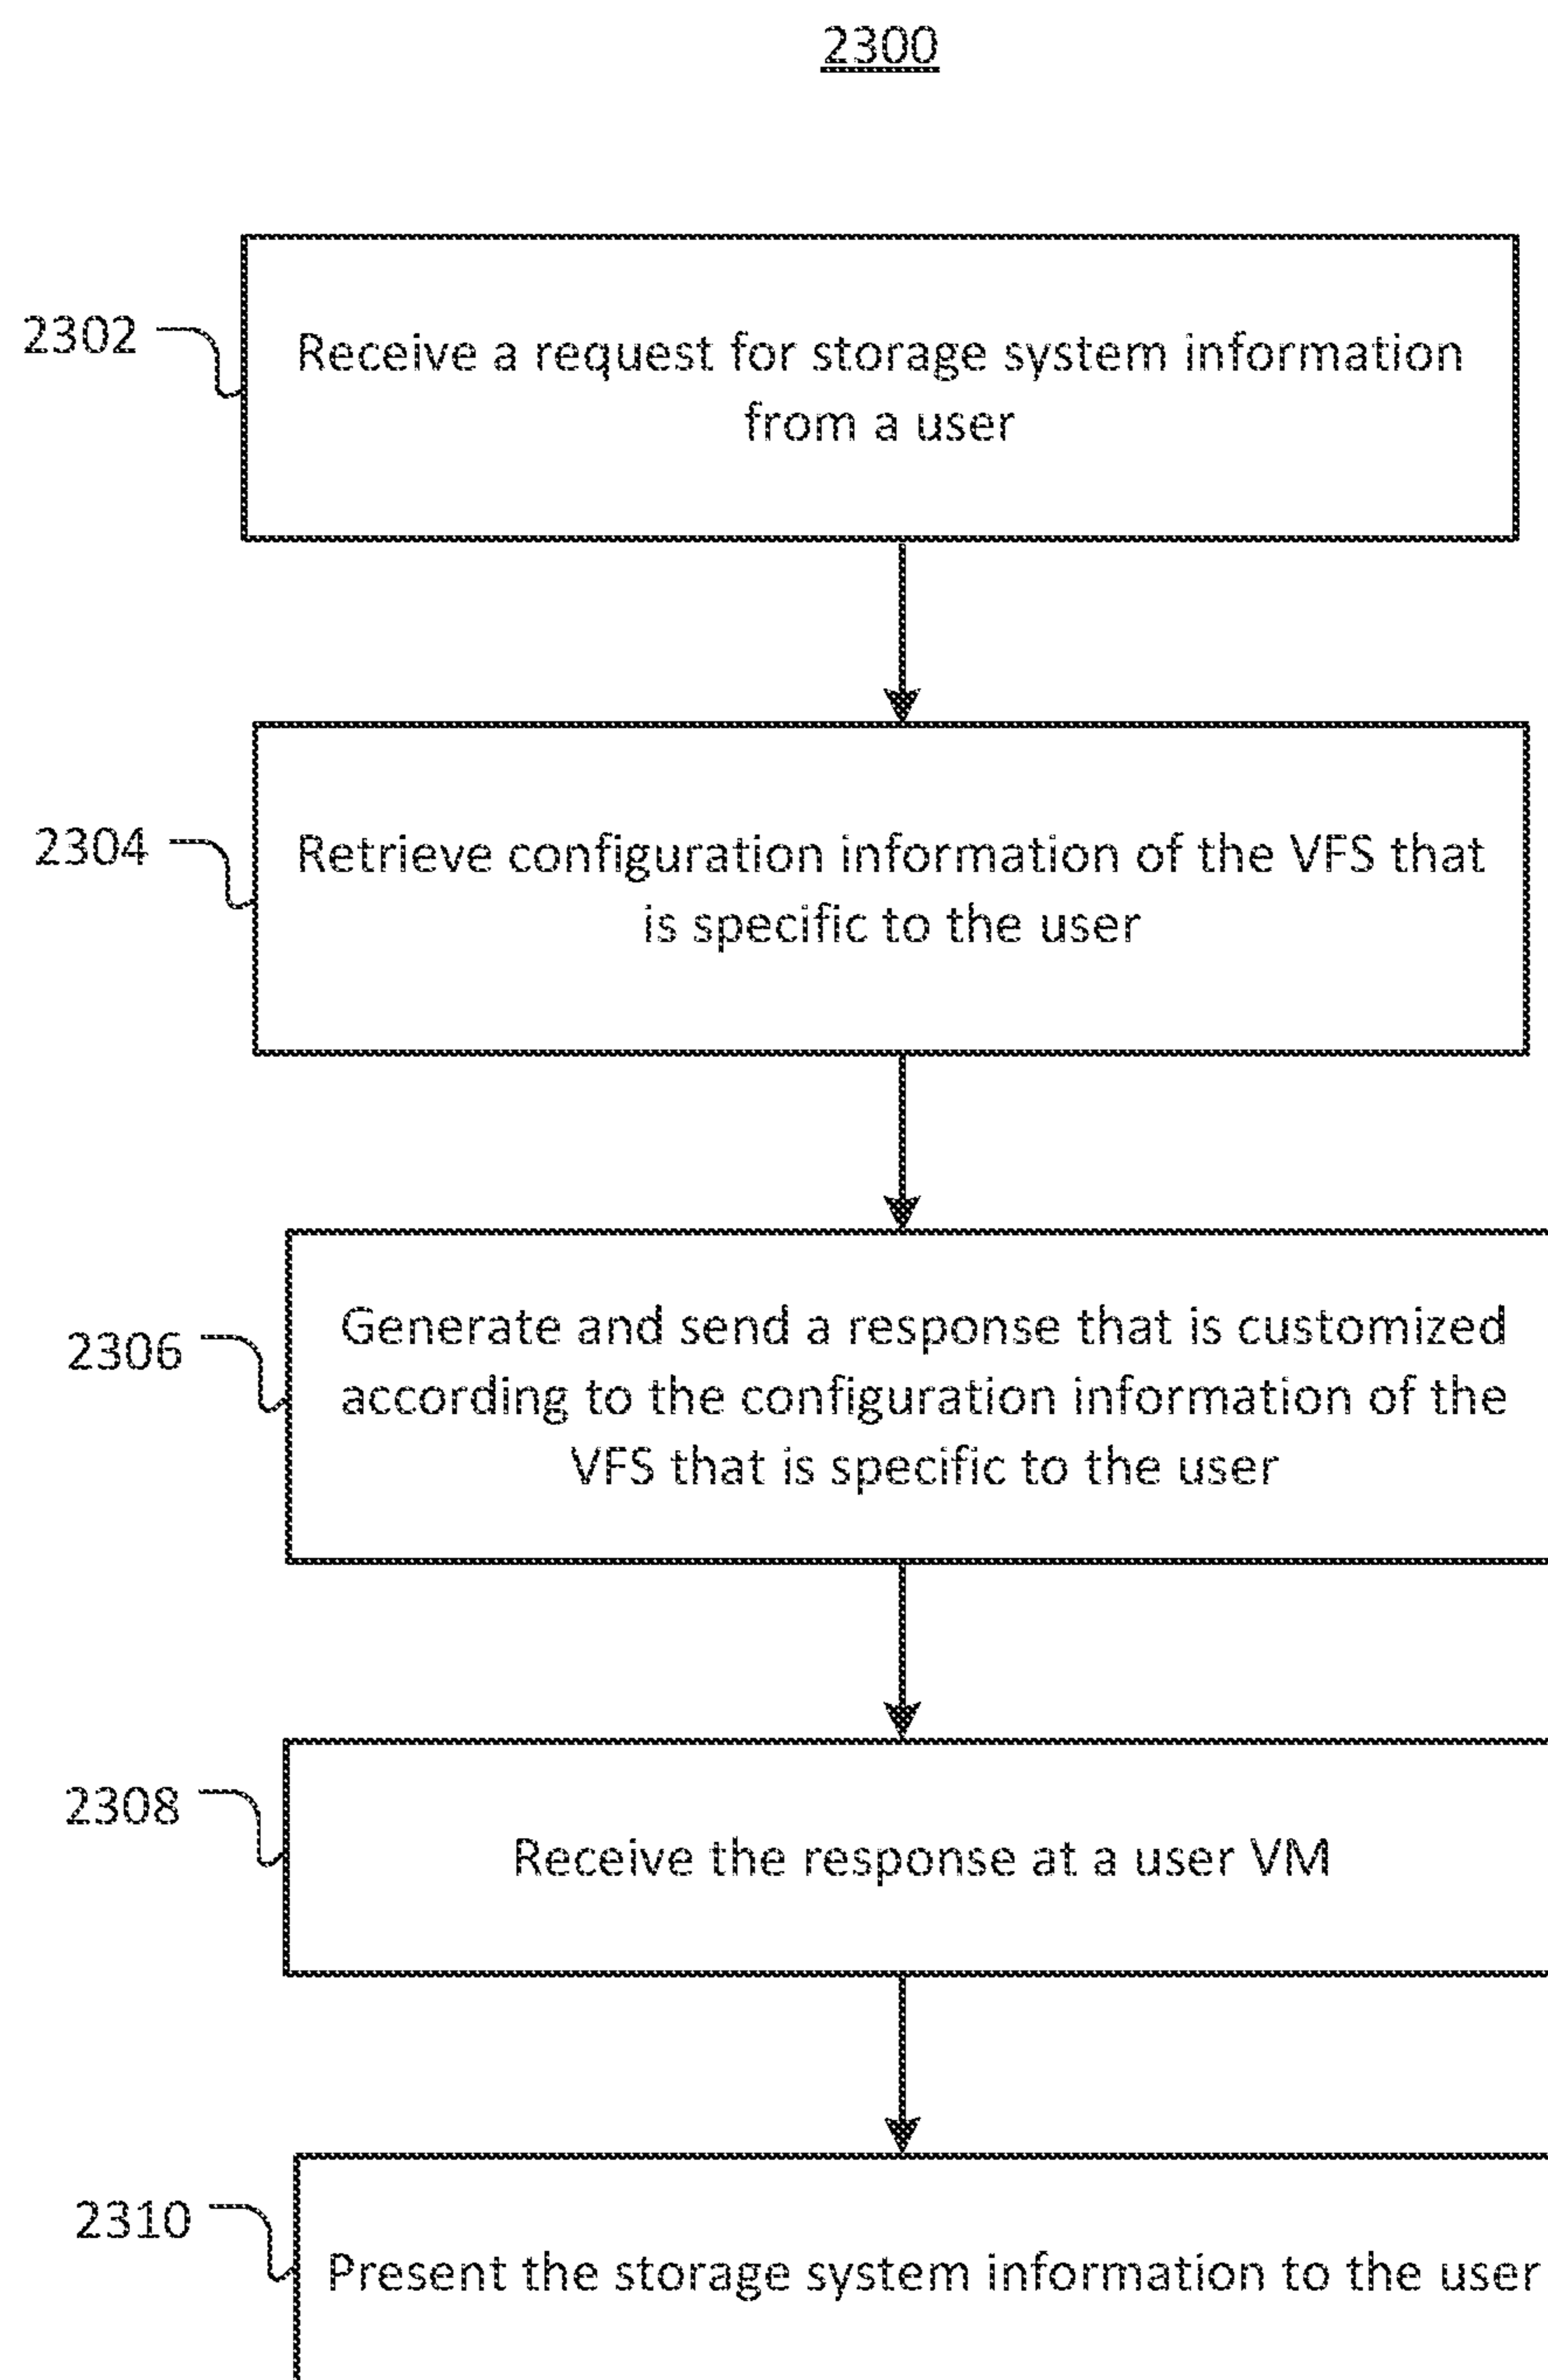 2300
2302
Receive a request for storage system information
from a user
2304
Retrieve configuration information of the VFS that
is specific to the user
2306
Generate and send a response that is customized
according to the configuration information of the
VFS that is specific to the user
2308
Receive the response at a user VM
2310
Present the storage system information to the user